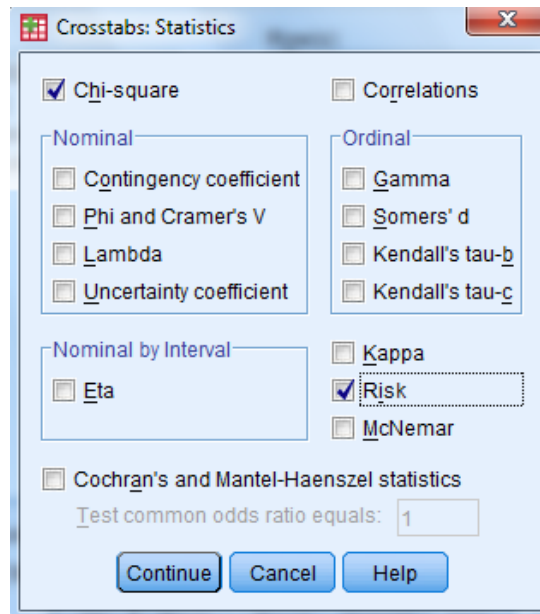 Crosstabs: Statistics
Chi-square
Correlations
Nominal
Contingency coefficient
Phi and Cramer's V
Lambda
Uncertainty coefficient
Ordinal
Gamma
Somers' d
Kendall's tau-b
Kendall's tau-c
Nominal by Interval
Eta
Kappa
Risk
McNemar
Cochran's and Mantel-Haenszel statistics
Test common odds ratio equals: 1
Continue Cancel Help